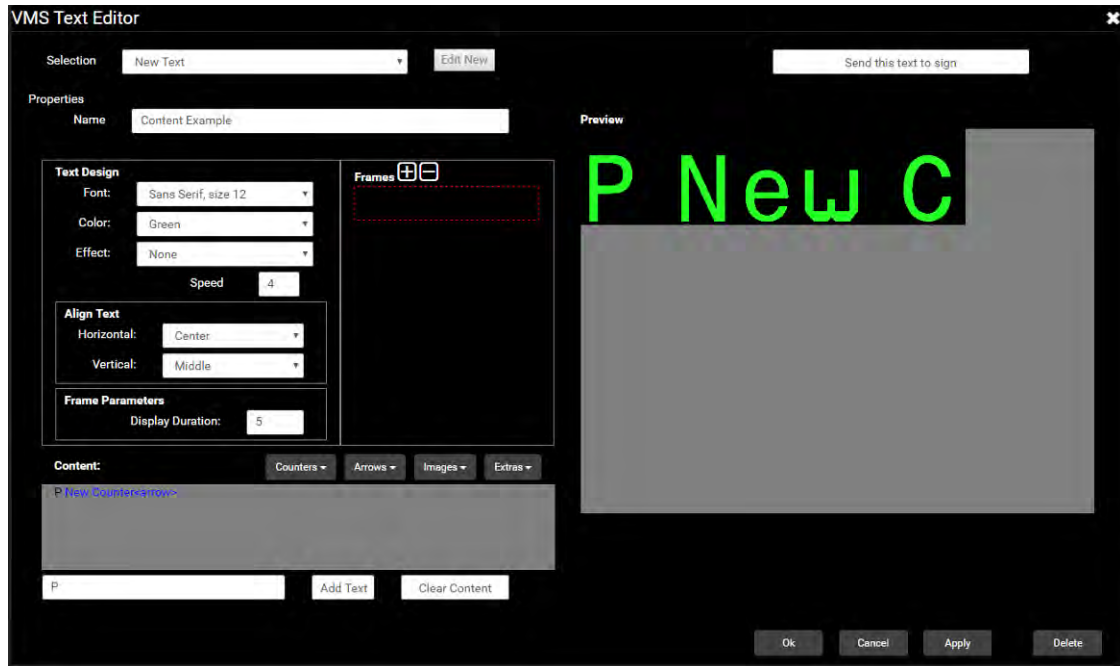 VMS Text Editor
Selection New Text Edit New Send this text to sign
Properties
Name Content Example
Preview
P New C
Text Design
Font: Sans Serif, size 12
Color: Green
Effect: None
Speed 4
Align Text
Horizontal: Center
Vertical: Middle
Frame Parameters
Display Duration: 5
Frames
Content: Counters Arrows Images Extras
P New Counter<arrow>
P Add Text Clear Content
Ok Cancel Apply Delete